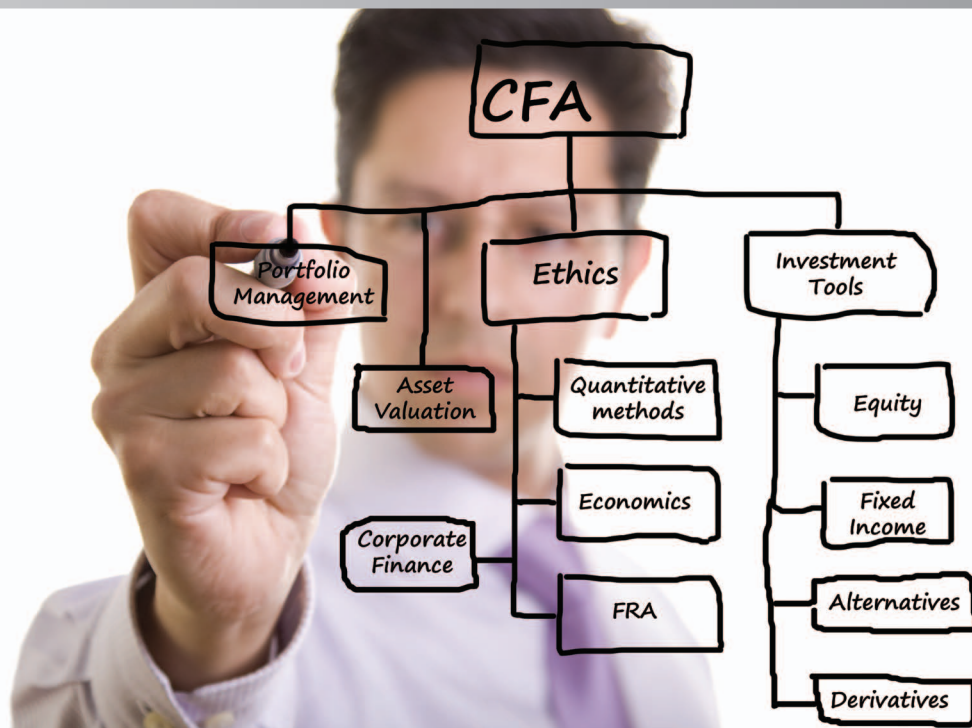 CFA
Portfolio
Management
Ethics
Investment
Tools
Asset
Valuation
Quantitative
methods
Equity
Economics
Fixed
Income
Corporate
Finance
FRA
Alternatives
Derivatives